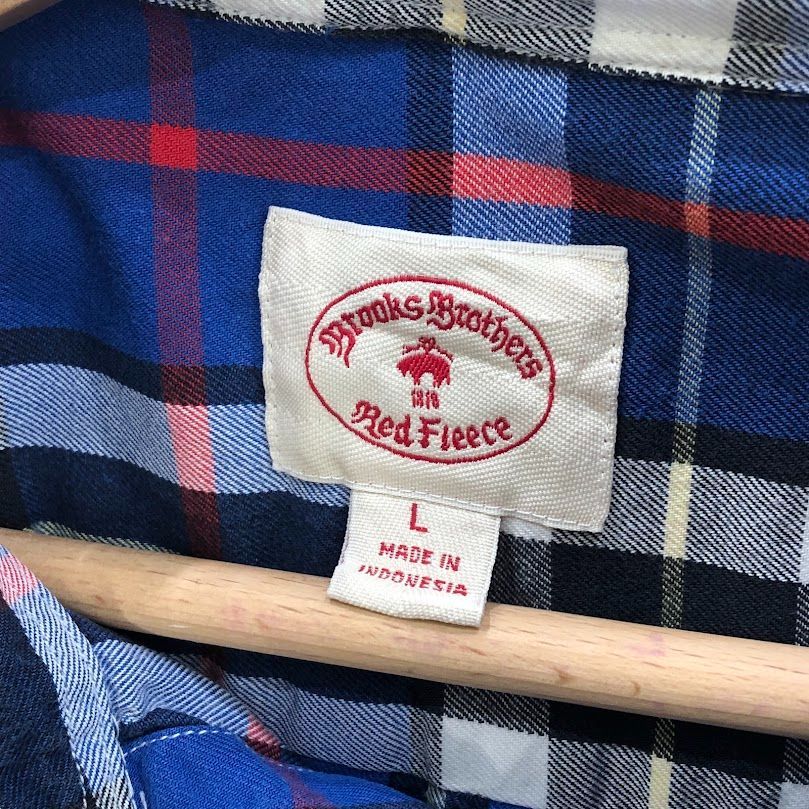 Brooks Brothers
1818
Red Fleece
L
MADE IN
INDONESIA